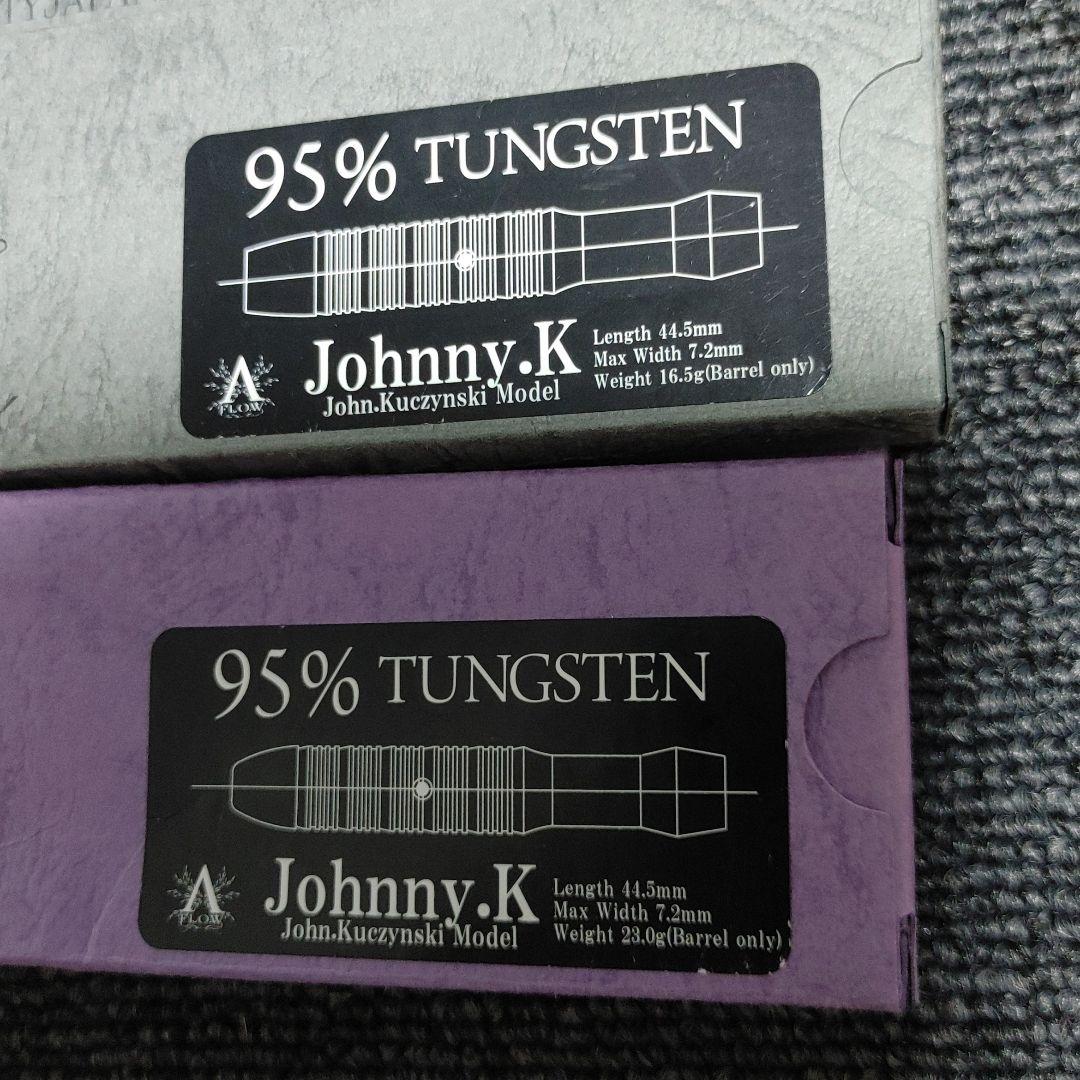 95% TUNGSTEN
Johnny.K
John.Kuczynski Model
Length 44.5mm
Max Width 7.2mm
Weight 16.5g(Barrel only)
A
FLOW
95% TUNGSTEN
Johnny.K
John.Kuczynski Model
Length 44.5mm
Max Width 7.2mm
Weight 23.0g(Barrel only)
A
FLOW